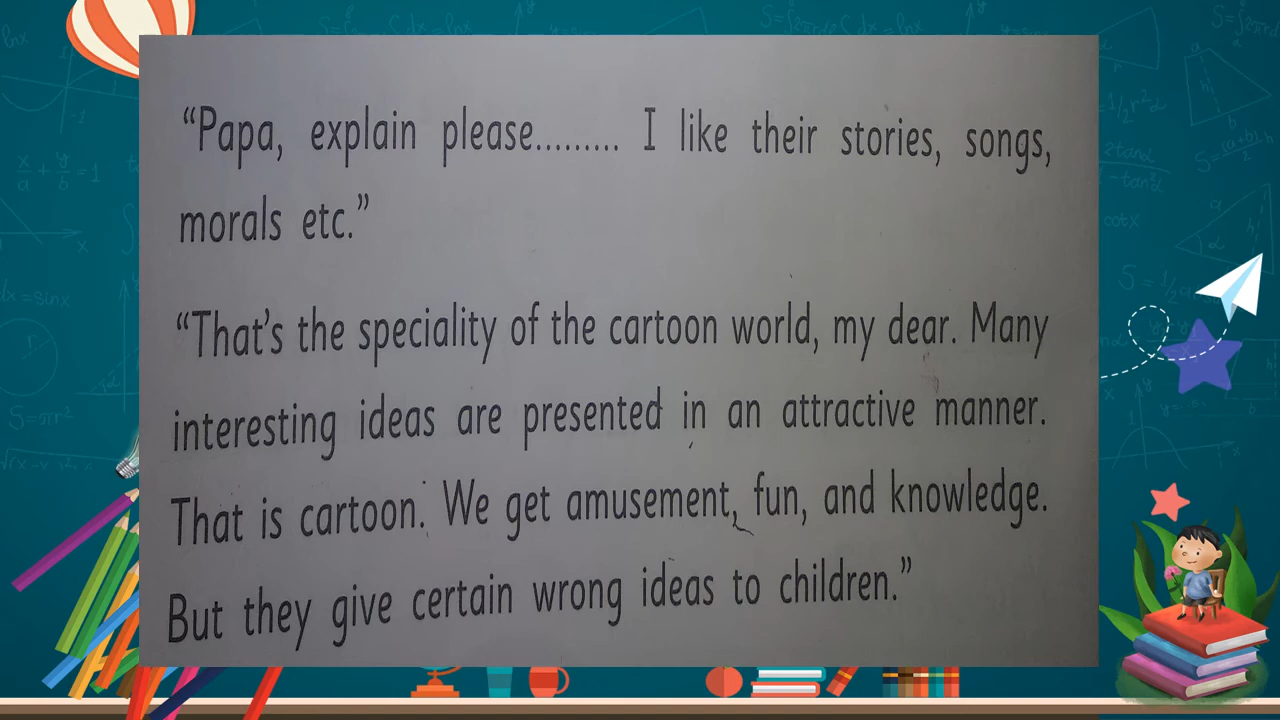 “Papa, explain please......... I like their stories, songs,
morals etc.”
“That’s the speciality of the cartoon world, my dear. Many
interesting ideas are presented in an attractive manner.
That is cartoon. We get amusement, fun, and knowledge.
But they give certain wrong ideas to children.”